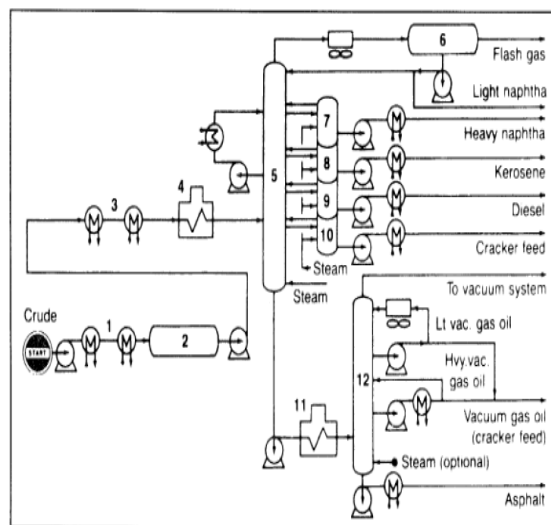 6
Flash gas
Light naphtha
7
Heavy naphtha
4
8
Kerosene
5
3
9
Diesel
10
Cracker feed
Steam
Steam
To vacuum system
Crude
Lt vac. gas oil
START
1
2
Hvy.vac.
gas oil
12
11
Vacuum gas oil
(cracker feed)
Steam (optional)
Asphalt